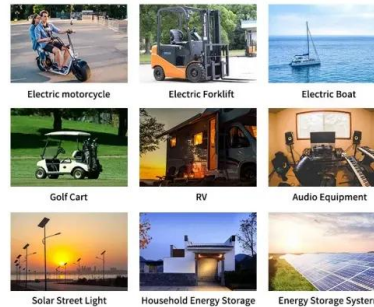 Electric motorcycle
Electric Forklift
Electric Boat
Golf Cart
RV
Audio Equipment
Solar Street Light
Household Energy Storage
Energy Storage System